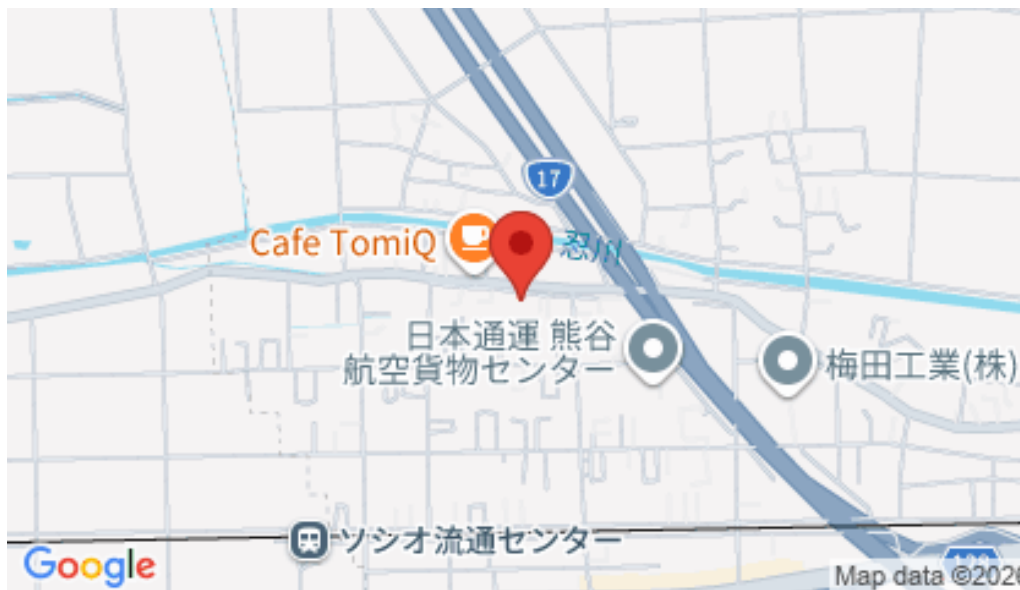 17
Cafe TomiQ
忍川
日本通運 熊谷
航空貨物センター
梅田工業(株)
ソシオ流通センター
Google
Map data ©2026